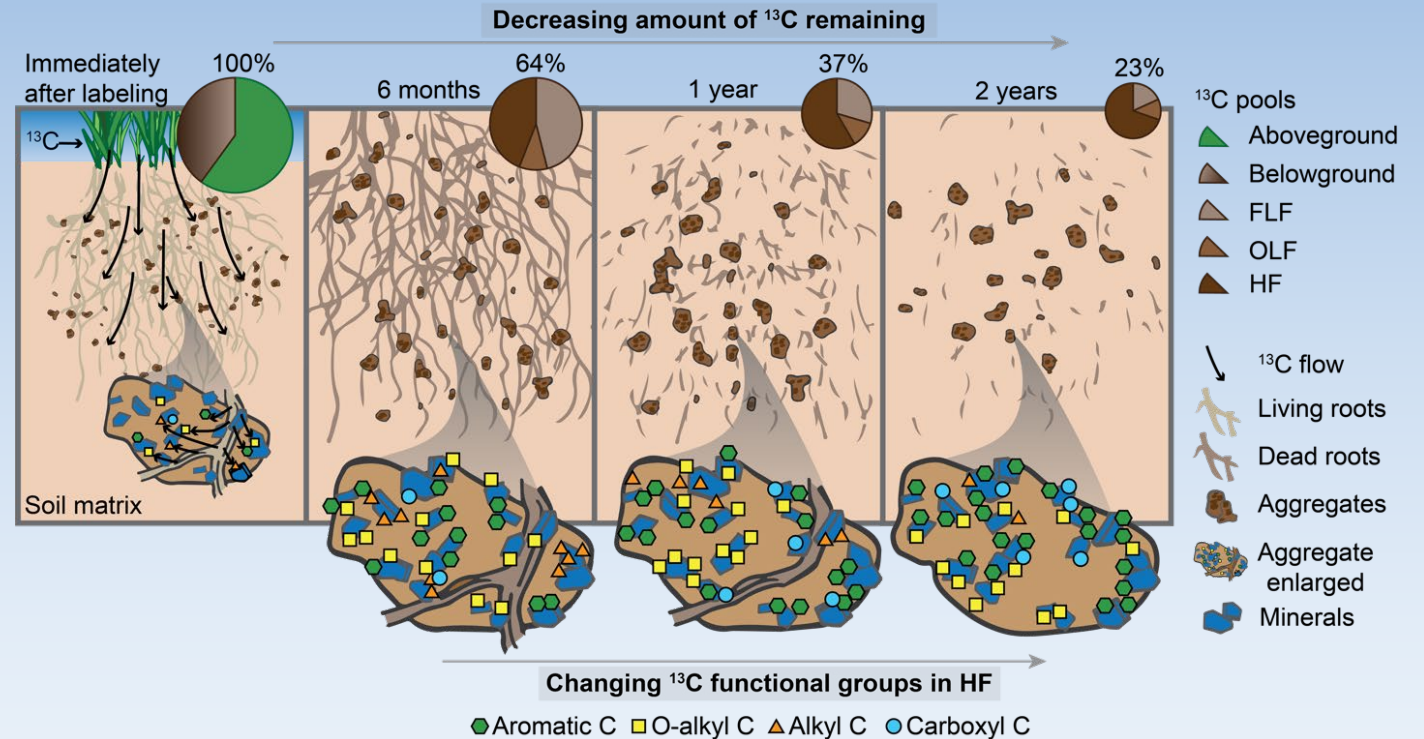 Decreasing amount of ¹³C remaining
Immediately
after labeling
100%
6 months
64%
1 year
37%
2 years
23%
¹³C
Soil matrix
¹³C pools
Aboveground
Belowground
FLF
OLF
HF
¹³C flow
Living roots
Dead roots
Aggregates
Aggregate
enlarged
Minerals
Changing ¹³C functional groups in HF
Aromatic C O-alkyl C Alkyl C Carboxyl C